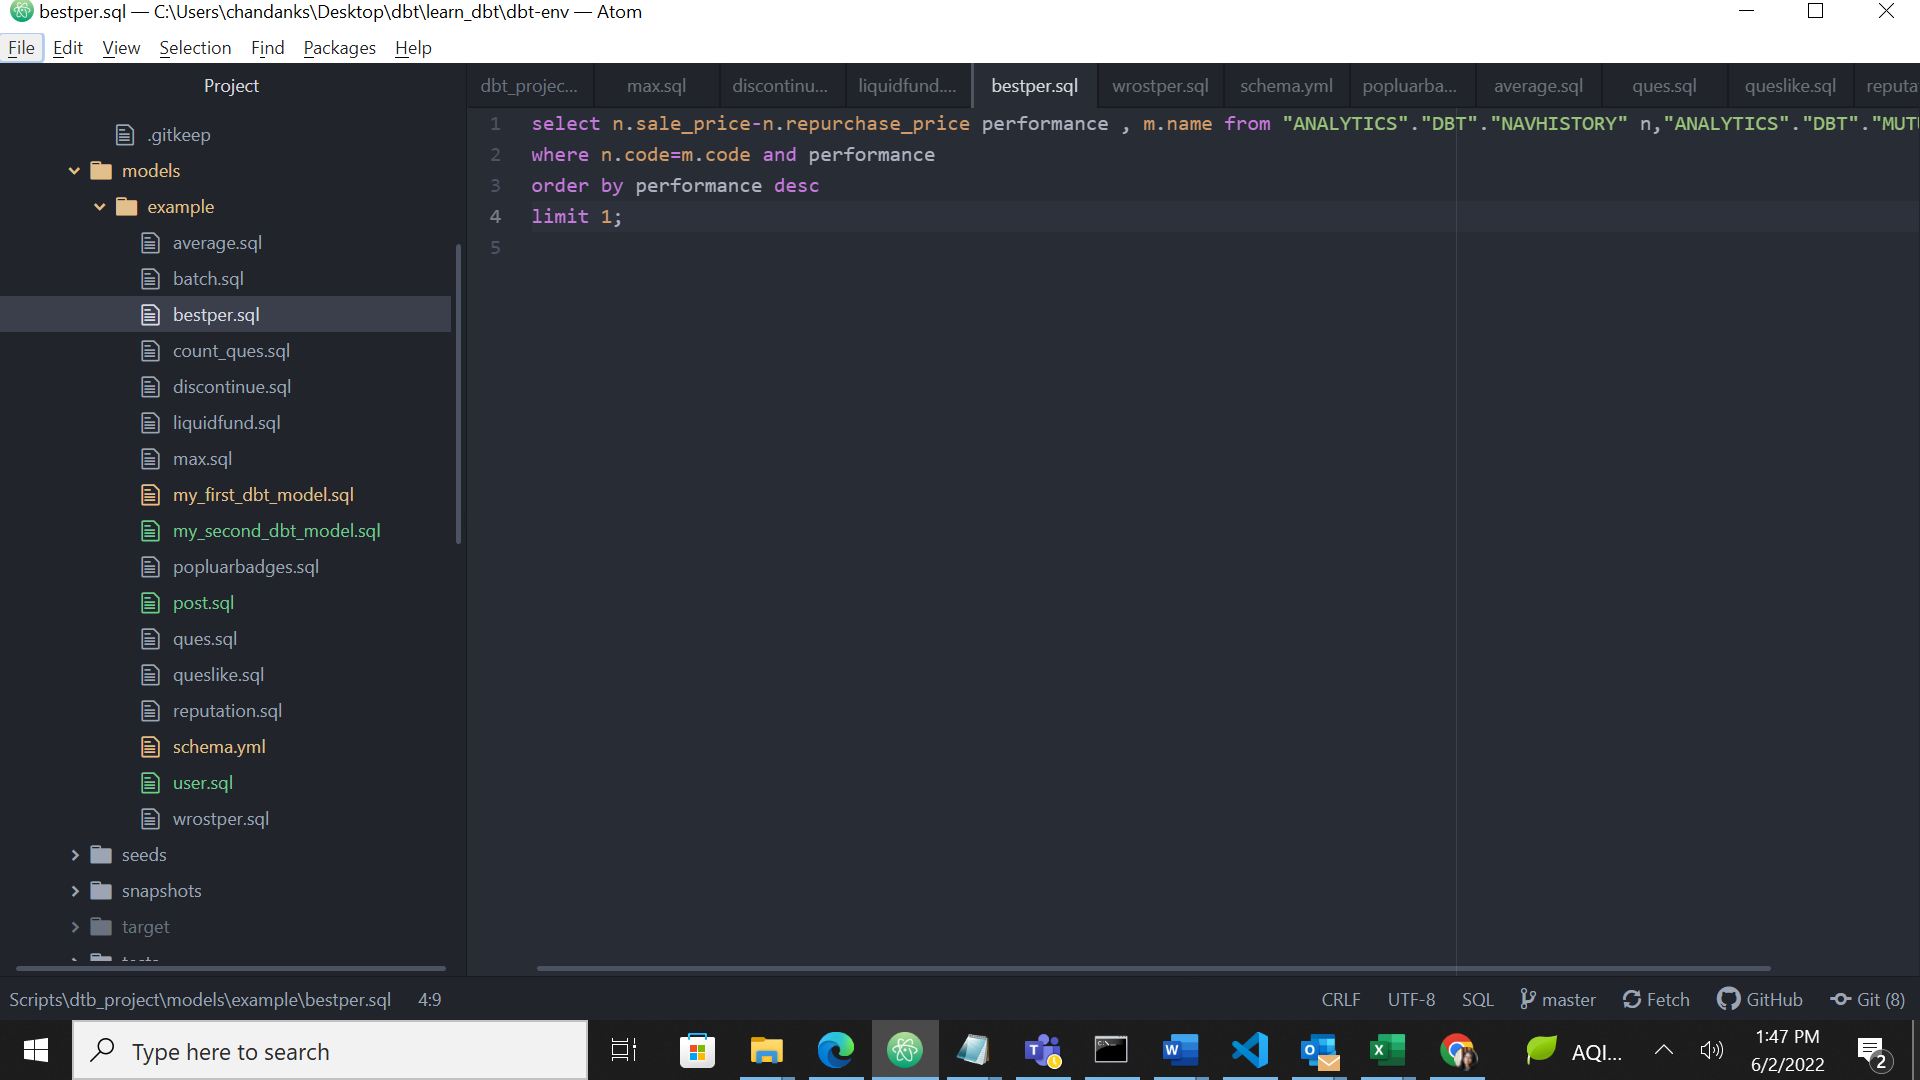 bestper.sql — C:\Users\chandanks\Desktop\dbt\learn_dbt\dbt-env — Atom
File Edit View Selection Find Packages Help
Project
dbt_projec... max.sql discontinu... liquidfund.... bestper.sql wrostper.sql schema.yml popluarba... average.sql ques.sql queslike.sql reputa
.gitkeep
models
example
average.sql
batch.sql
bestper.sql
count_ques.sql
discontinue.sql
liquidfund.sql
max.sql
my_first_dbt_model.sql
my_second_dbt_model.sql
popluarbadges.sql
post.sql
ques.sql
queslike.sql
reputation.sql
schema.yml
user.sql
wrostper.sql
seeds
snapshots
target
1 select n.sale_price-n.repurchase_price performance , m.name from "ANALYTICS"."DBT"."NAVHISTORY" n,"ANALYTICS"."DBT"."MUT
2 where n.code=m.code and performance
3 order by performance desc
4 limit 1;
5
Scripts\dtb_project\models\example\bestper.sql 4:9 CRLF UTF-8 SQL master Fetch GitHub Git (8)
Type here to search
AQI...
1:47 PM
6/2/2022
2